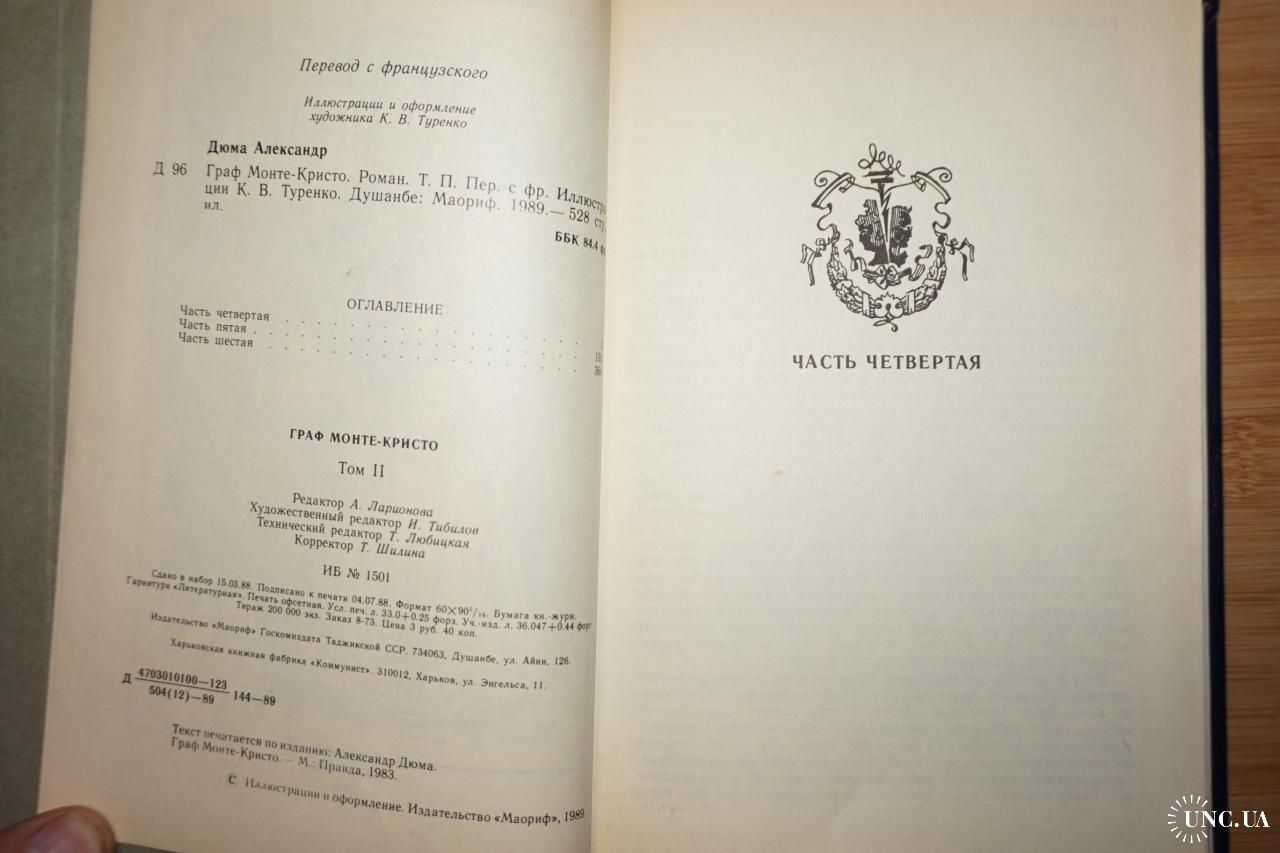 Перевод с французского
Иллюстрации и оформление
художника К. В. Туренко
Дюма Александр
Д 96 Граф Монте-Кристо. Роман. Т. П. Пер. с фр. Иллюстра
ции К. В. Туренко. Душанбе: Маориф. 1989.— 528 стр.
ил.
ББК 84.4
ОГЛАВЛЕНИЕ
Часть четвертая
Часть пятая
Часть шестая
ГРАФ МОНТЕ-КРИСТО
Том II
Редактор А. Ларионова
Художественный редактор И. Тибилов
Технический редактор Т. Любицкая
Корректор Т. Шилина
ИБ № 1501
Сдано в набор 15.03.88. Подписано к печати 04.07.88. Формат 60×90¹/₁₆. Бумага кн.-журн.
Гарнитура «Литературная». Печать офсетная. Усл. печ. л. 33.0+0.25 форз. Уч.-изд. л. 36.047+0.44 фор
Тираж 200 000 экз. Заказ 8-73. Цена 3 руб. 40 коп.
Издательство «Маориф» Госкомиздата Таджикской ССР. 734063, Душанбе, ул. Айни, 126.
Харьковская книжная фабрика «Коммунист». 310012, Харьков, ул. Энгельса, 11.
Д 4703010100—123
504(12)—89 144—89
Текст печатается по изданию: Александр Дюма.
Граф Монте-Кристо. — М.: Правда, 1983.
© Иллюстрации и оформление. Издательство «Маориф», 1989.
ЧАСТЬ ЧЕТВЕРТАЯ
UNC.UA